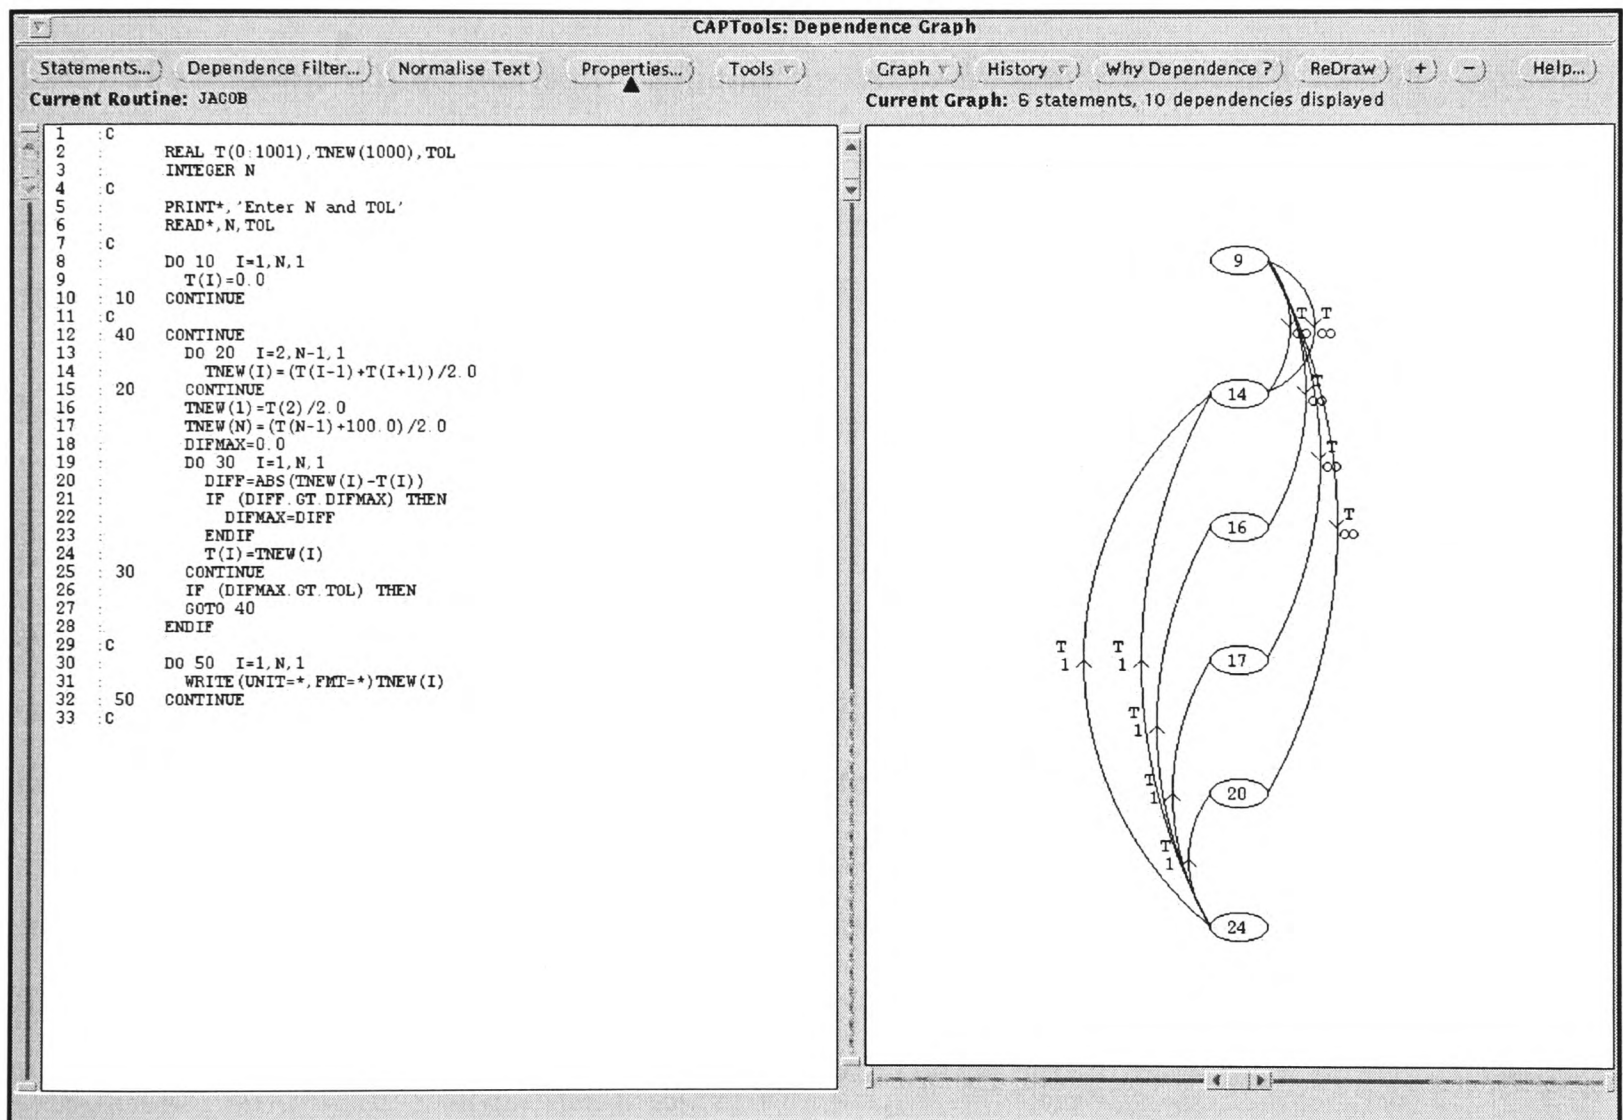 CAPTools: Dependence Graph
Statements... Dependence Filter... Normalise Text Properties... Tools Graph History Why Dependence ? ReDraw + - Help...
Current Routine: JACOB
Current Graph: 6 statements, 10 dependencies displayed
1 :C
2 : REAL T(0:1001),TNEW(1000),TOL
3 : INTEGER N
4 :C
5 : PRINT*,'Enter N and TOL'
6 : READ*,N,TOL
7 :C
8 : DO 10 I=1,N,1
9 : T(I)=0.0
10 : 10 CONTINUE
11 :C
12 : 40 CONTINUE
13 : DO 20 I=2,N-1,1
14 : TNEW(I)=(T(I-1)+T(I+1))/2.0
15 : 20 CONTINUE
16 : TNEW(1)=T(2)/2.0
17 : TNEW(N)=(T(N-1)+100.0)/2.0
18 : DIFMAX=0.0
19 : DO 30 I=1,N,1
20 : DIFF=ABS(TNEW(I)-T(I))
21 : IF (DIFF.GT.DIFMAX) THEN
22 : DIFMAX=DIFF
23 : ENDIF
24 : T(I)=TNEW(I)
25 : 30 CONTINUE
26 : IF (DIFMAX.GT.TOL) THEN
27 : GOTO 40
28 : ENDIF
29 :C
30 : DO 50 I=1,N,1
31 : WRITE(UNIT=*,FMT=*)TNEW(I)
32 : 50 CONTINUE
33 :C
9
T T
∞ ∞
T
14
∞
T
∞
T
16
∞
T T
1 1
17
T
1
T
1
20
T
1
24